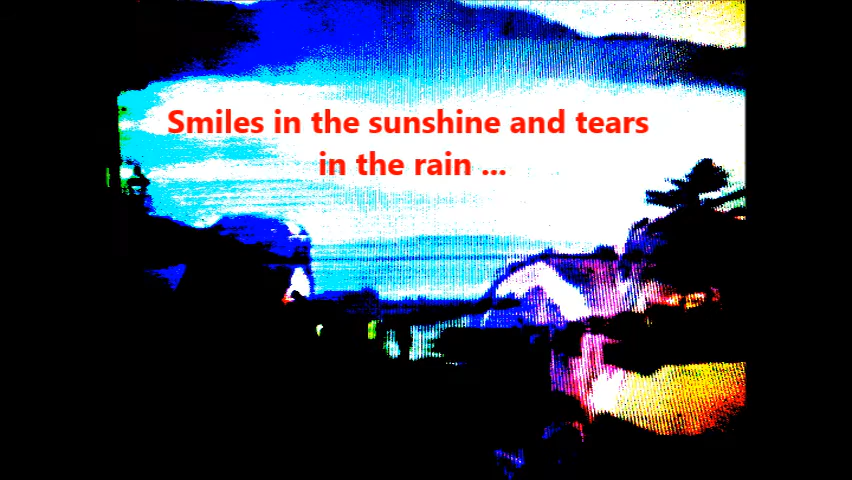 Smiles in the sunshine and tears
in the rain ...